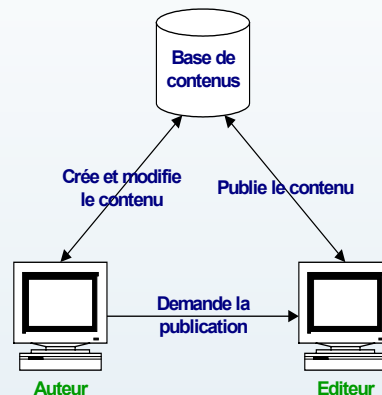 Base de
contenus
Crée et modifie
le contenu
Publie le contenu
Demande la
publication
Auteur
Editeur